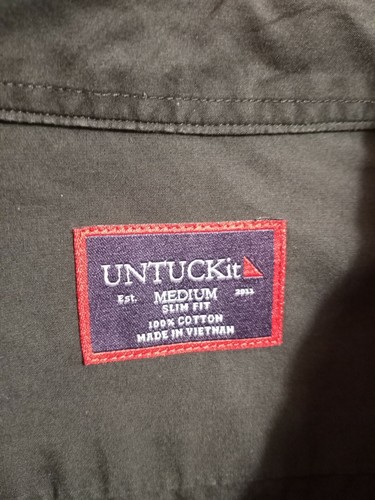 UNTUCKit
Est. MEDIUM 2011
SLIM FIT
100% COTTON
MADE IN VIETNAM